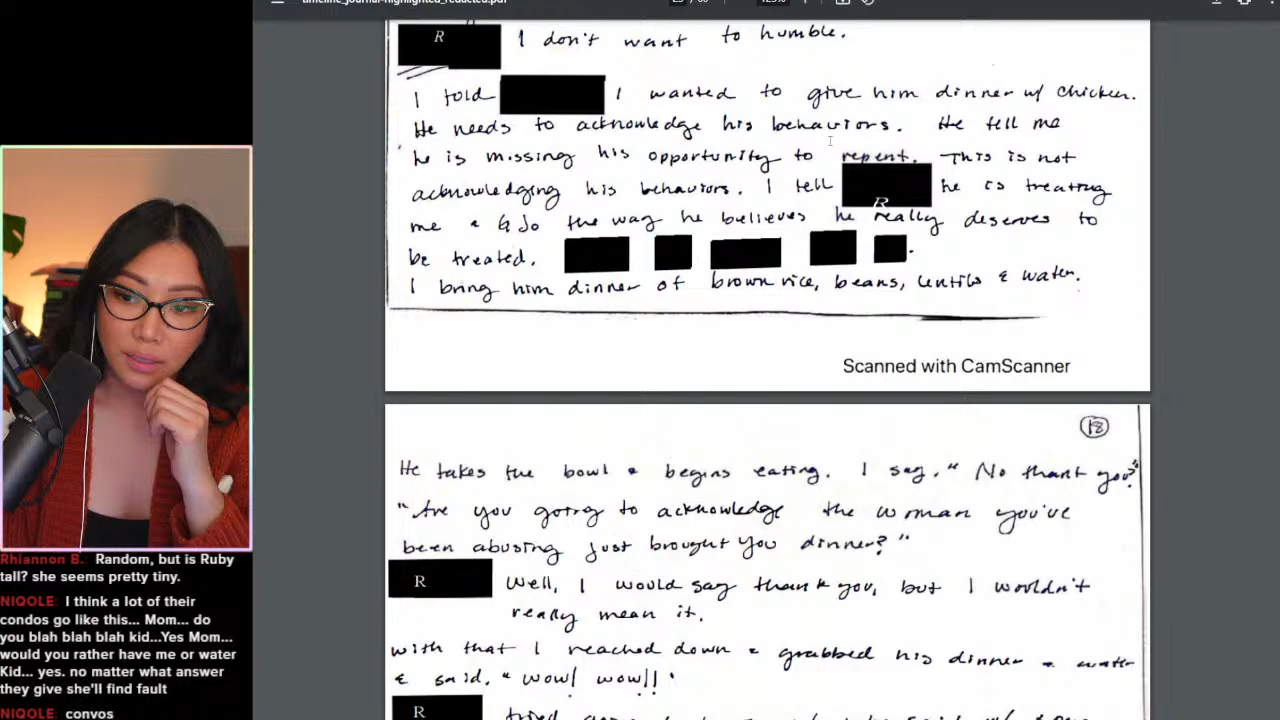 timeline_journal-highlighted_redacted.pdf
R I don't want to humble.
I told I wanted to give him dinner w/ chicken.
He needs to acknowledge his behaviors. He tell me
he is missing his opportunity to repent. This is not
acknowledging his behaviors. I tell he is treating
R
me & G Jo the way he believes he really deserves to
be treated. .
I bring him dinner of brown rice, beans, lentils & water.
Scanned with CamScanner
18
He takes the bowl & begins eating. I say. "No thank you?"
"Are you going to acknowledge the woman you've
been abusing just brought you dinner?"
R Well, I would say thank you, but I wouldn't
really mean it.
with that I reached down & grabbed his dinner & water
& said, "wow! wow!!"
R
Rhiannon B.: Random, but is Ruby
tall? she seems pretty tiny.
NIQOLE: I think a lot of their
condos go like this... Mom... do
you blah blah blah kid...Yes Mom...
would you rather have me or water
Kid... yes. no matter what answer
they give she'll find fault
NIQOLE: convos